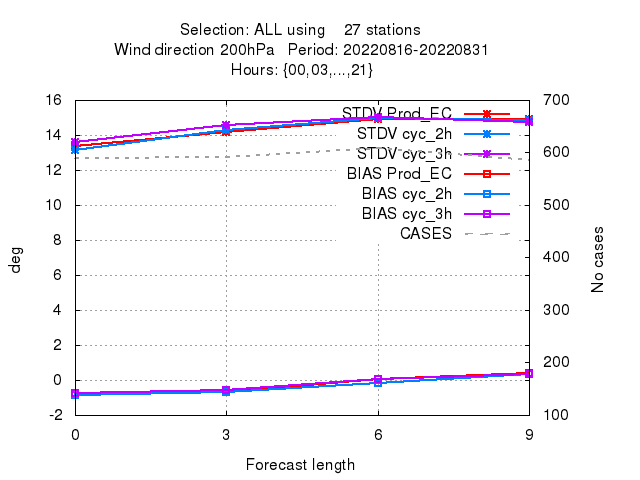 Selection: ALL using 27 stations
Wind direction 200hPa Period: 20220816-20220831
Hours: {00,03,...,21}
16
14
12
10
8
6
4
2
0
-2
deg
700
600
500
400
300
200
100
No cases
STDV Prod_EC
STDV cyc_2h
STDV cyc_3h
BIAS Prod_EC
BIAS cyc_2h
BIAS cyc_3h
CASES
0 3 6 9
Forecast length